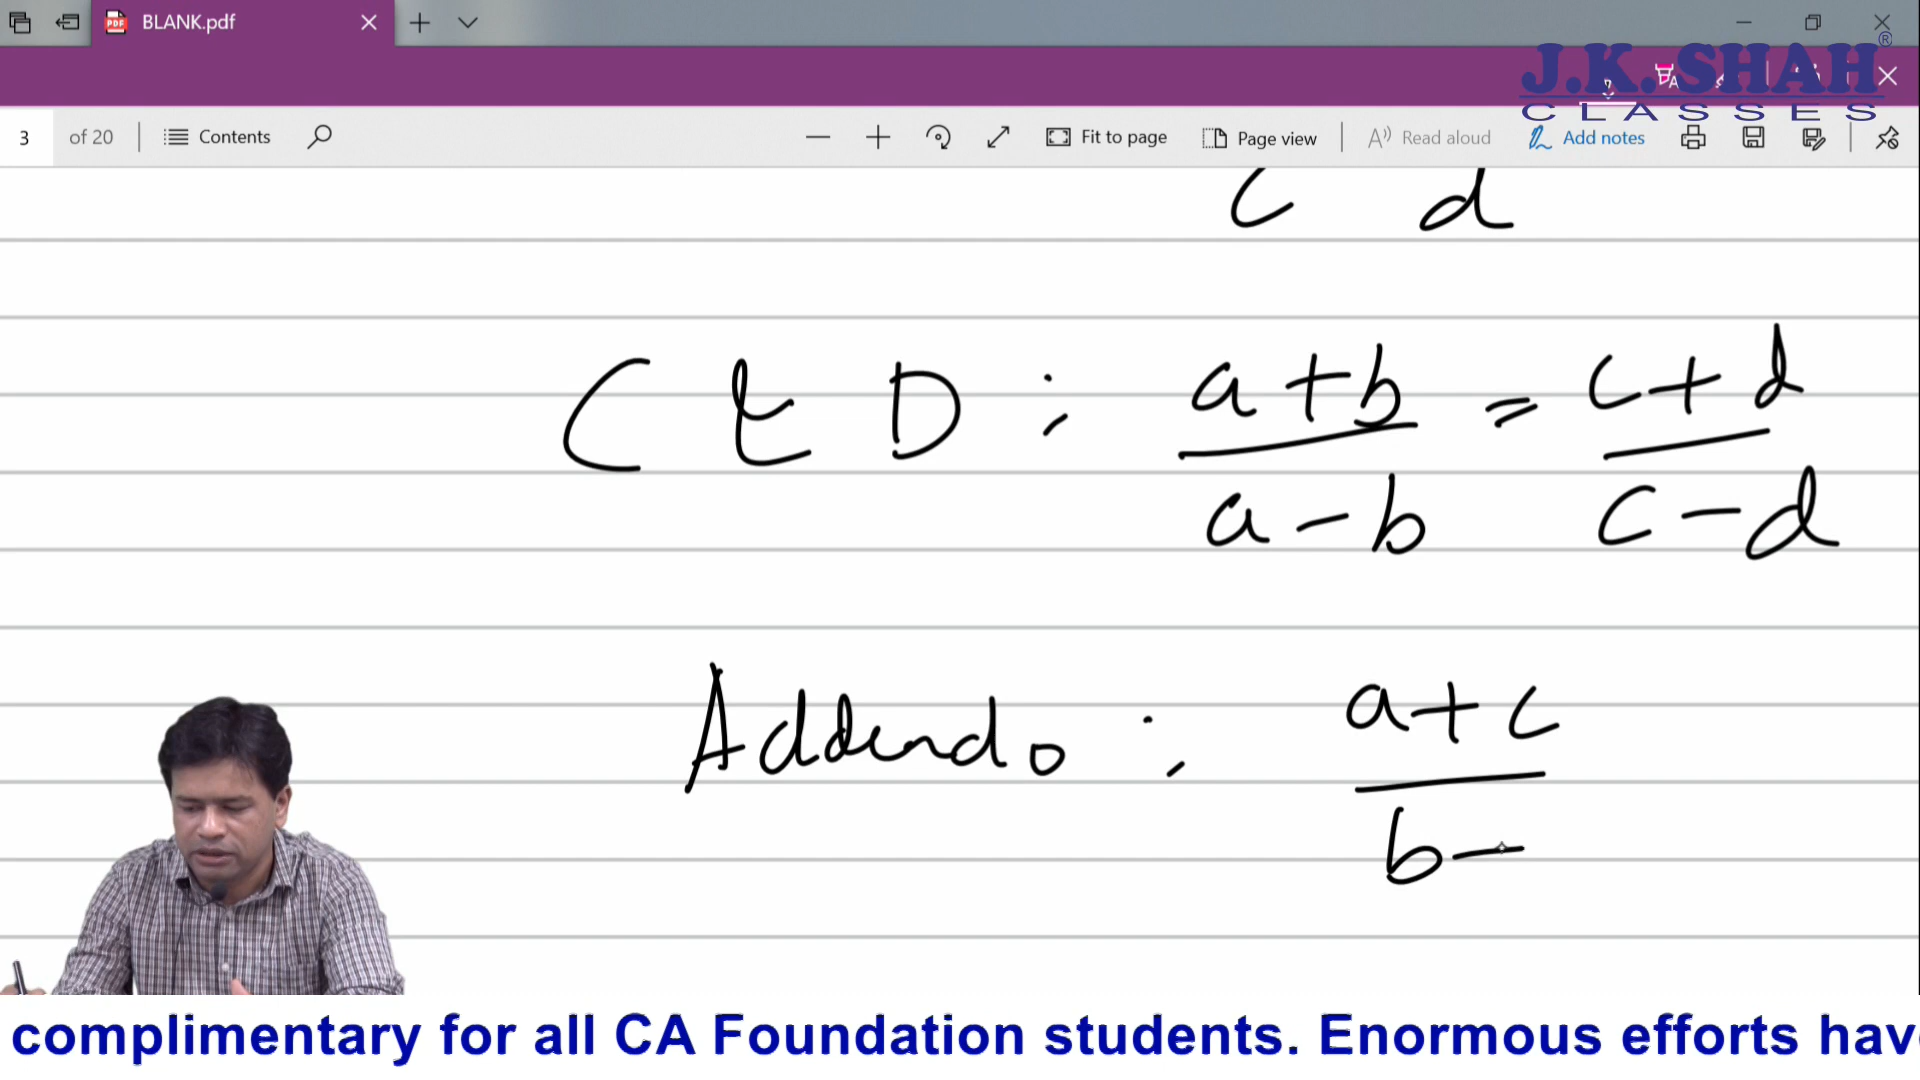 BLANK.pdf
J.K.SHAH®
CLASSES
3 of 20 Contents Fit to page Page view Read aloud Add notes
c d
C & D : a+b = c+d
a-b c-d
Addendo : a+c
b-
complimentary for all CA Foundation students. Enormous efforts hav